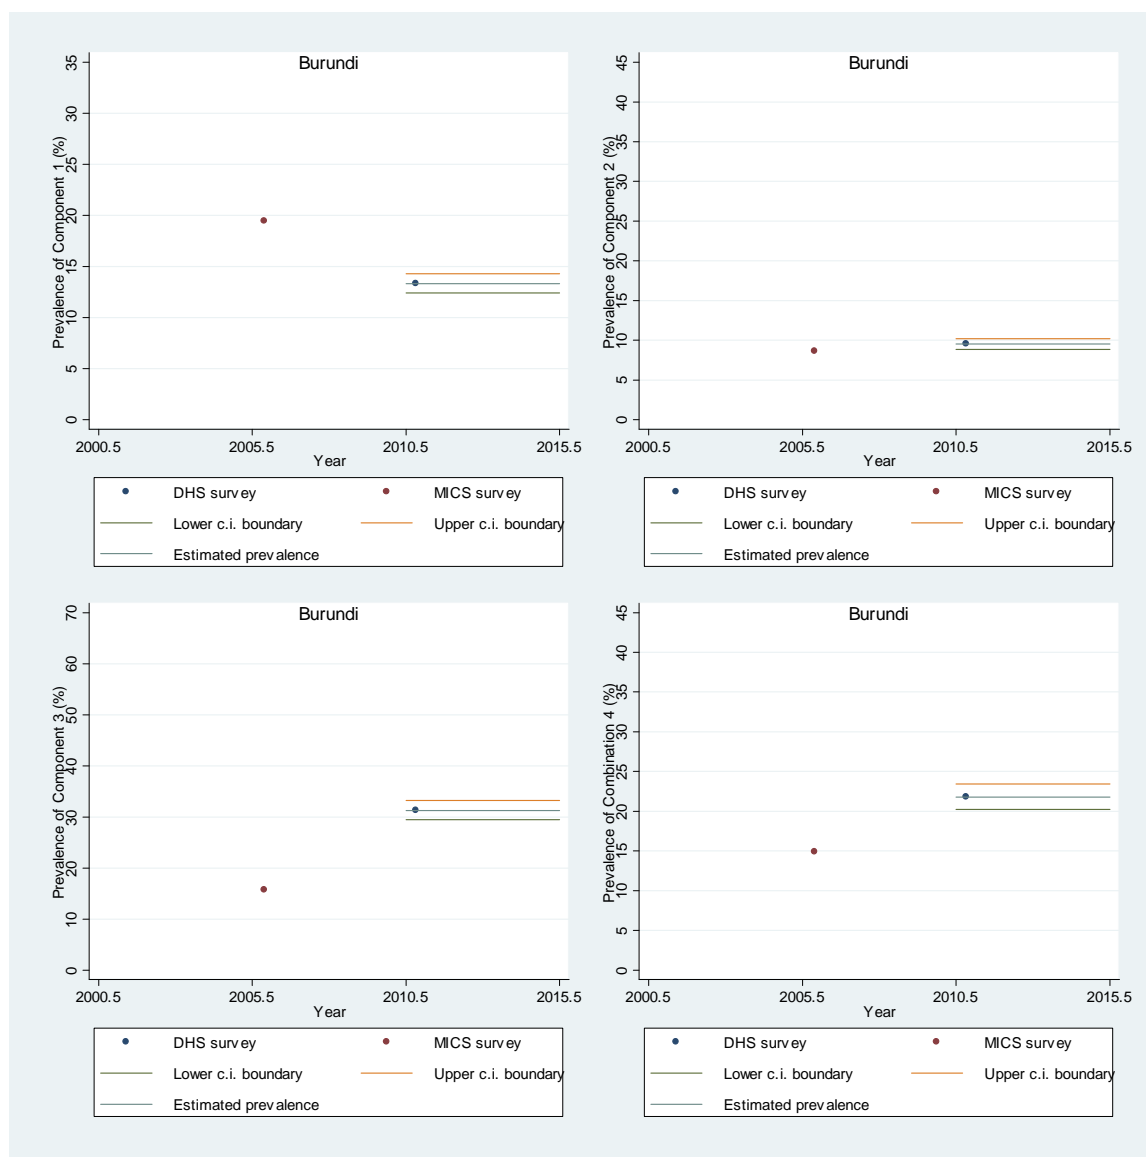 Burundi
Prevalence of Component 1 (%)
35
30
25
20
15
10
5
0
2000.5 2005.5 2010.5 2015.5
Year
DHS survey MICS survey
Lower c.i. boundary Upper c.i. boundary
Estimated prevalence
Burundi
Prevalence of Component 2 (%)
45
40
35
30
25
20
15
10
5
0
2000.5 2005.5 2010.5 2015.5
Year
DHS survey MICS survey
Lower c.i. boundary Upper c.i. boundary
Estimated prevalence
Burundi
Prevalence of Component 3 (%)
70
60
50
40
30
20
10
0
2000.5 2005.5 2010.5 2015.5
Year
DHS survey MICS survey
Lower c.i. boundary Upper c.i. boundary
Estimated prevalence
Burundi
Prevalence of Combination 4 (%)
45
40
35
30
25
20
15
10
5
0
2000.5 2005.5 2010.5 2015.5
Year
DHS survey MICS survey
Lower c.i. boundary Upper c.i. boundary
Estimated prevalence